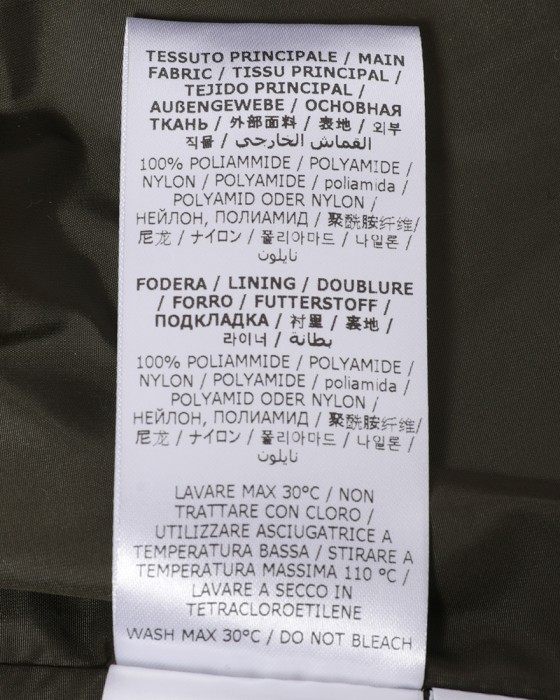 TESSUTO PRINCIPALE / MAIN
FABRIC / TISSU PRINCIPAL /
TEJIDO PRINCIPAL /
AUßENGEWEBE / ОСНОВНАЯ
ТКАНЬ / 外部面料 / 表地 / 외부
직물 / القماش الخارجي
100% POLIAMMIDE / POLYAMIDE /
NYLON / POLYAMIDE / poliamida /
POLYAMID ODER NYLON /
НЕЙЛОН, ПОЛИАМИД / 聚酰胺纤维/
尼龙 / ナイロン / 폴리아마드 / 나일론 /
نايلون
FODERA / LINING / DOUBLURE
/ FORRO / FUTTERSTOFF /
ПОДКЛАДКА / 衬里 / 裏地 /
라이너 / بطانة
100% POLIAMMIDE / POLYAMIDE /
NYLON / POLYAMIDE / poliamida /
POLYAMID ODER NYLON /
НЕЙЛОН, ПОЛИАМИД / 聚酰胺纤维/
尼龙 / ナイロン / 폴리아마드 / 나일론 /
نايلون
LAVARE MAX 30°C / NON
TRATTARE CON CLORO /
UTILIZZARE ASCIUGATRICE A
TEMPERATURA BASSA / STIRARE A
TEMPERATURA MASSIMA 110 °C /
LAVARE A SECCO IN
TETRACLOROETILENE
WASH MAX 30°C / DO NOT BLEACH